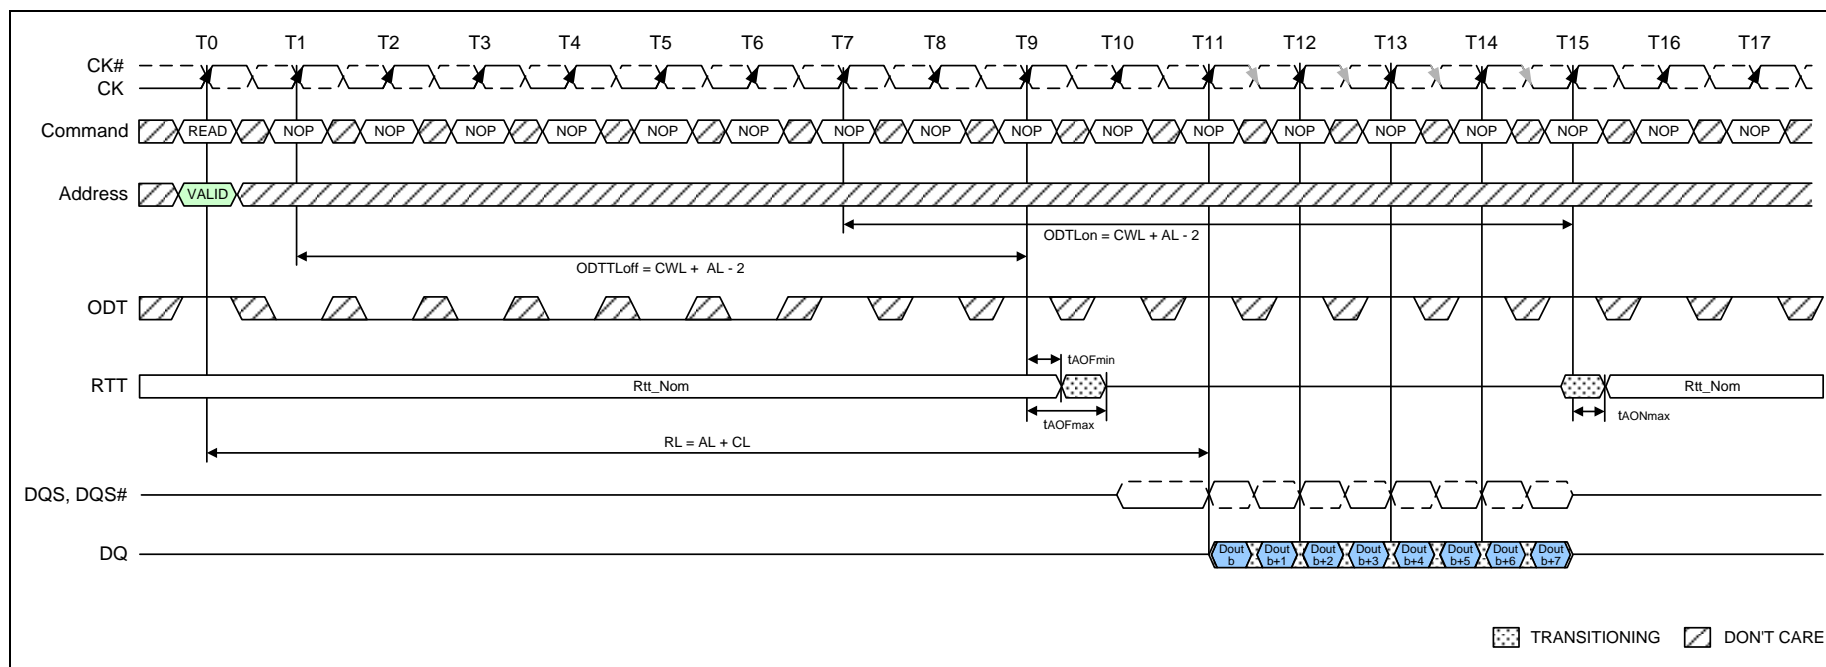 T0 T1 T2 T3 T4 T5 T6 T7 T8 T9 T10 T11 T12 T13 T14 T15 T16 T17
CK#
CK
Command READ NOP NOP NOP NOP NOP NOP NOP NOP NOP NOP NOP NOP NOP NOP NOP NOP NOP
Address VALID
ODTLon = CWL + AL - 2
ODTTLoff = CWL + AL - 2
ODT
tAOFmin
RTT Rtt_Nom Rtt_Nom
tAOFmax tAONmax
RL = AL + CL
DQS, DQS#
DQ Dout b Dout b+1 Dout b+2 Dout b+3 Dout b+4 Dout b+5 Dout b+6 Dout b+7
TRANSITIONING DON'T CARE